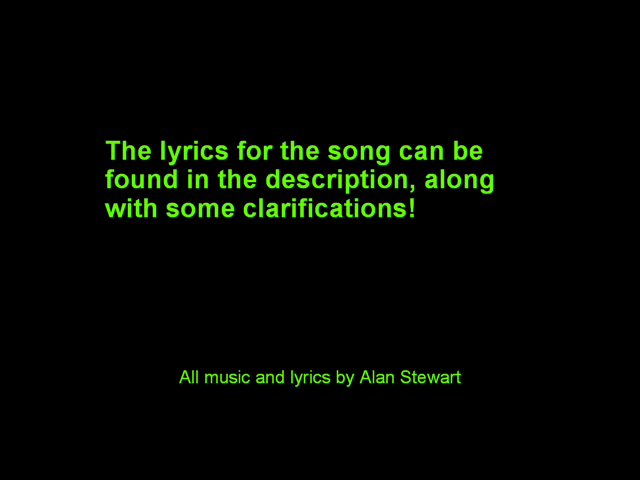 The lyrics for the song can be
found in the description, along
with some clarifications!
All music and lyrics by Alan Stewart